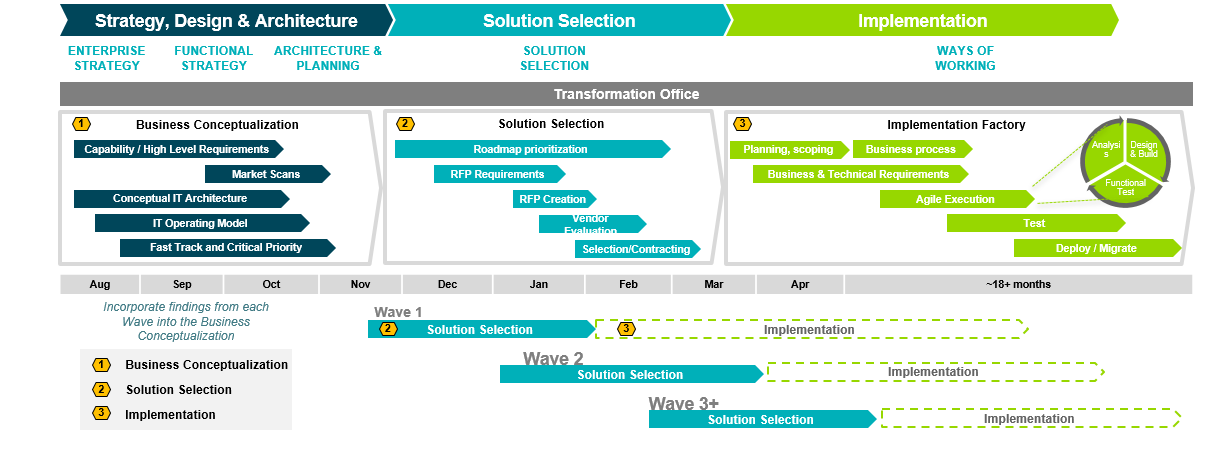 Strategy, Design & Architecture
Solution Selection
Implementation
ENTERPRISE
STRATEGY
FUNCTIONAL
STRATEGY
ARCHITECTURE &
PLANNING
SOLUTION
SELECTION
WAYS OF
WORKING
Transformation Office
1
Business Conceptualization
Capability / High Level Requirements
Market Scans
Conceptual IT Architecture
IT Operating Model
Fast Track and Critical Priority
2
Solution Selection
Roadmap prioritization
RFP Requirements
RFP Creation
Vendor
Evaluation
Selection/Contracting
3
Implementation Factory
Planning, scoping
Business process
Business & Technical Requirements
Agile Execution
Test
Deploy / Migrate
Analysi
s
Design
& Build
Functional
Test
Aug
Sep
Oct
Nov
Dec
Jan
Feb
Mar
Apr
~18+ months
Incorporate findings from each
Wave into the Business
Conceptualization
1 Business Conceptualization
2 Solution Selection
3 Implementation
Wave 1
2 Solution Selection
3 Implementation
Wave 2
Solution Selection
Implementation
Wave 3+
Solution Selection
Implementation